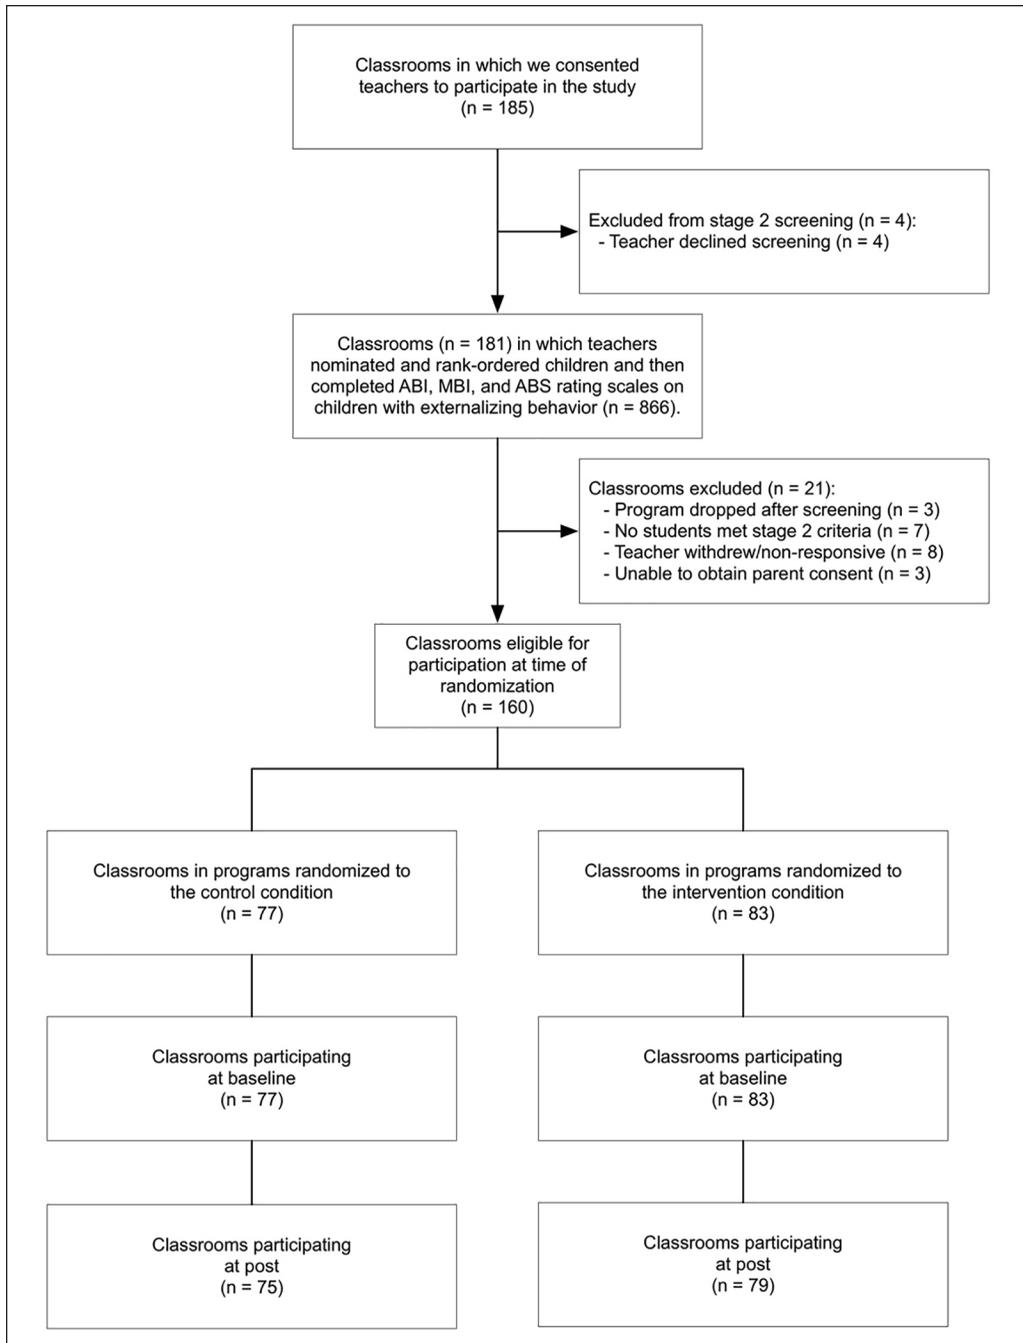 Classrooms in which we consented
teachers to participate in the study
(n = 185)
Excluded from stage 2 screening (n = 4):
- Teacher declined screening (n = 4)
Classrooms (n = 181) in which teachers
nominated and rank-ordered children and then
completed ABI, MBI, and ABS rating scales on
children with externalizing behavior (n = 866).
Classrooms excluded (n = 21):
- Program dropped after screening (n = 3)
- No students met stage 2 criteria (n = 7)
- Teacher withdrew/non-responsive (n = 8)
- Unable to obtain parent consent (n = 3)
Classrooms eligible for
participation at time of
randomization
(n = 160)
Classrooms in programs randomized to
the control condition
(n = 77)
Classrooms in programs randomized to
the intervention condition
(n = 83)
Classrooms participating
at baseline
(n = 77)
Classrooms participating
at baseline
(n = 83)
Classrooms participating
at post
(n = 75)
Classrooms participating
at post
(n = 79)